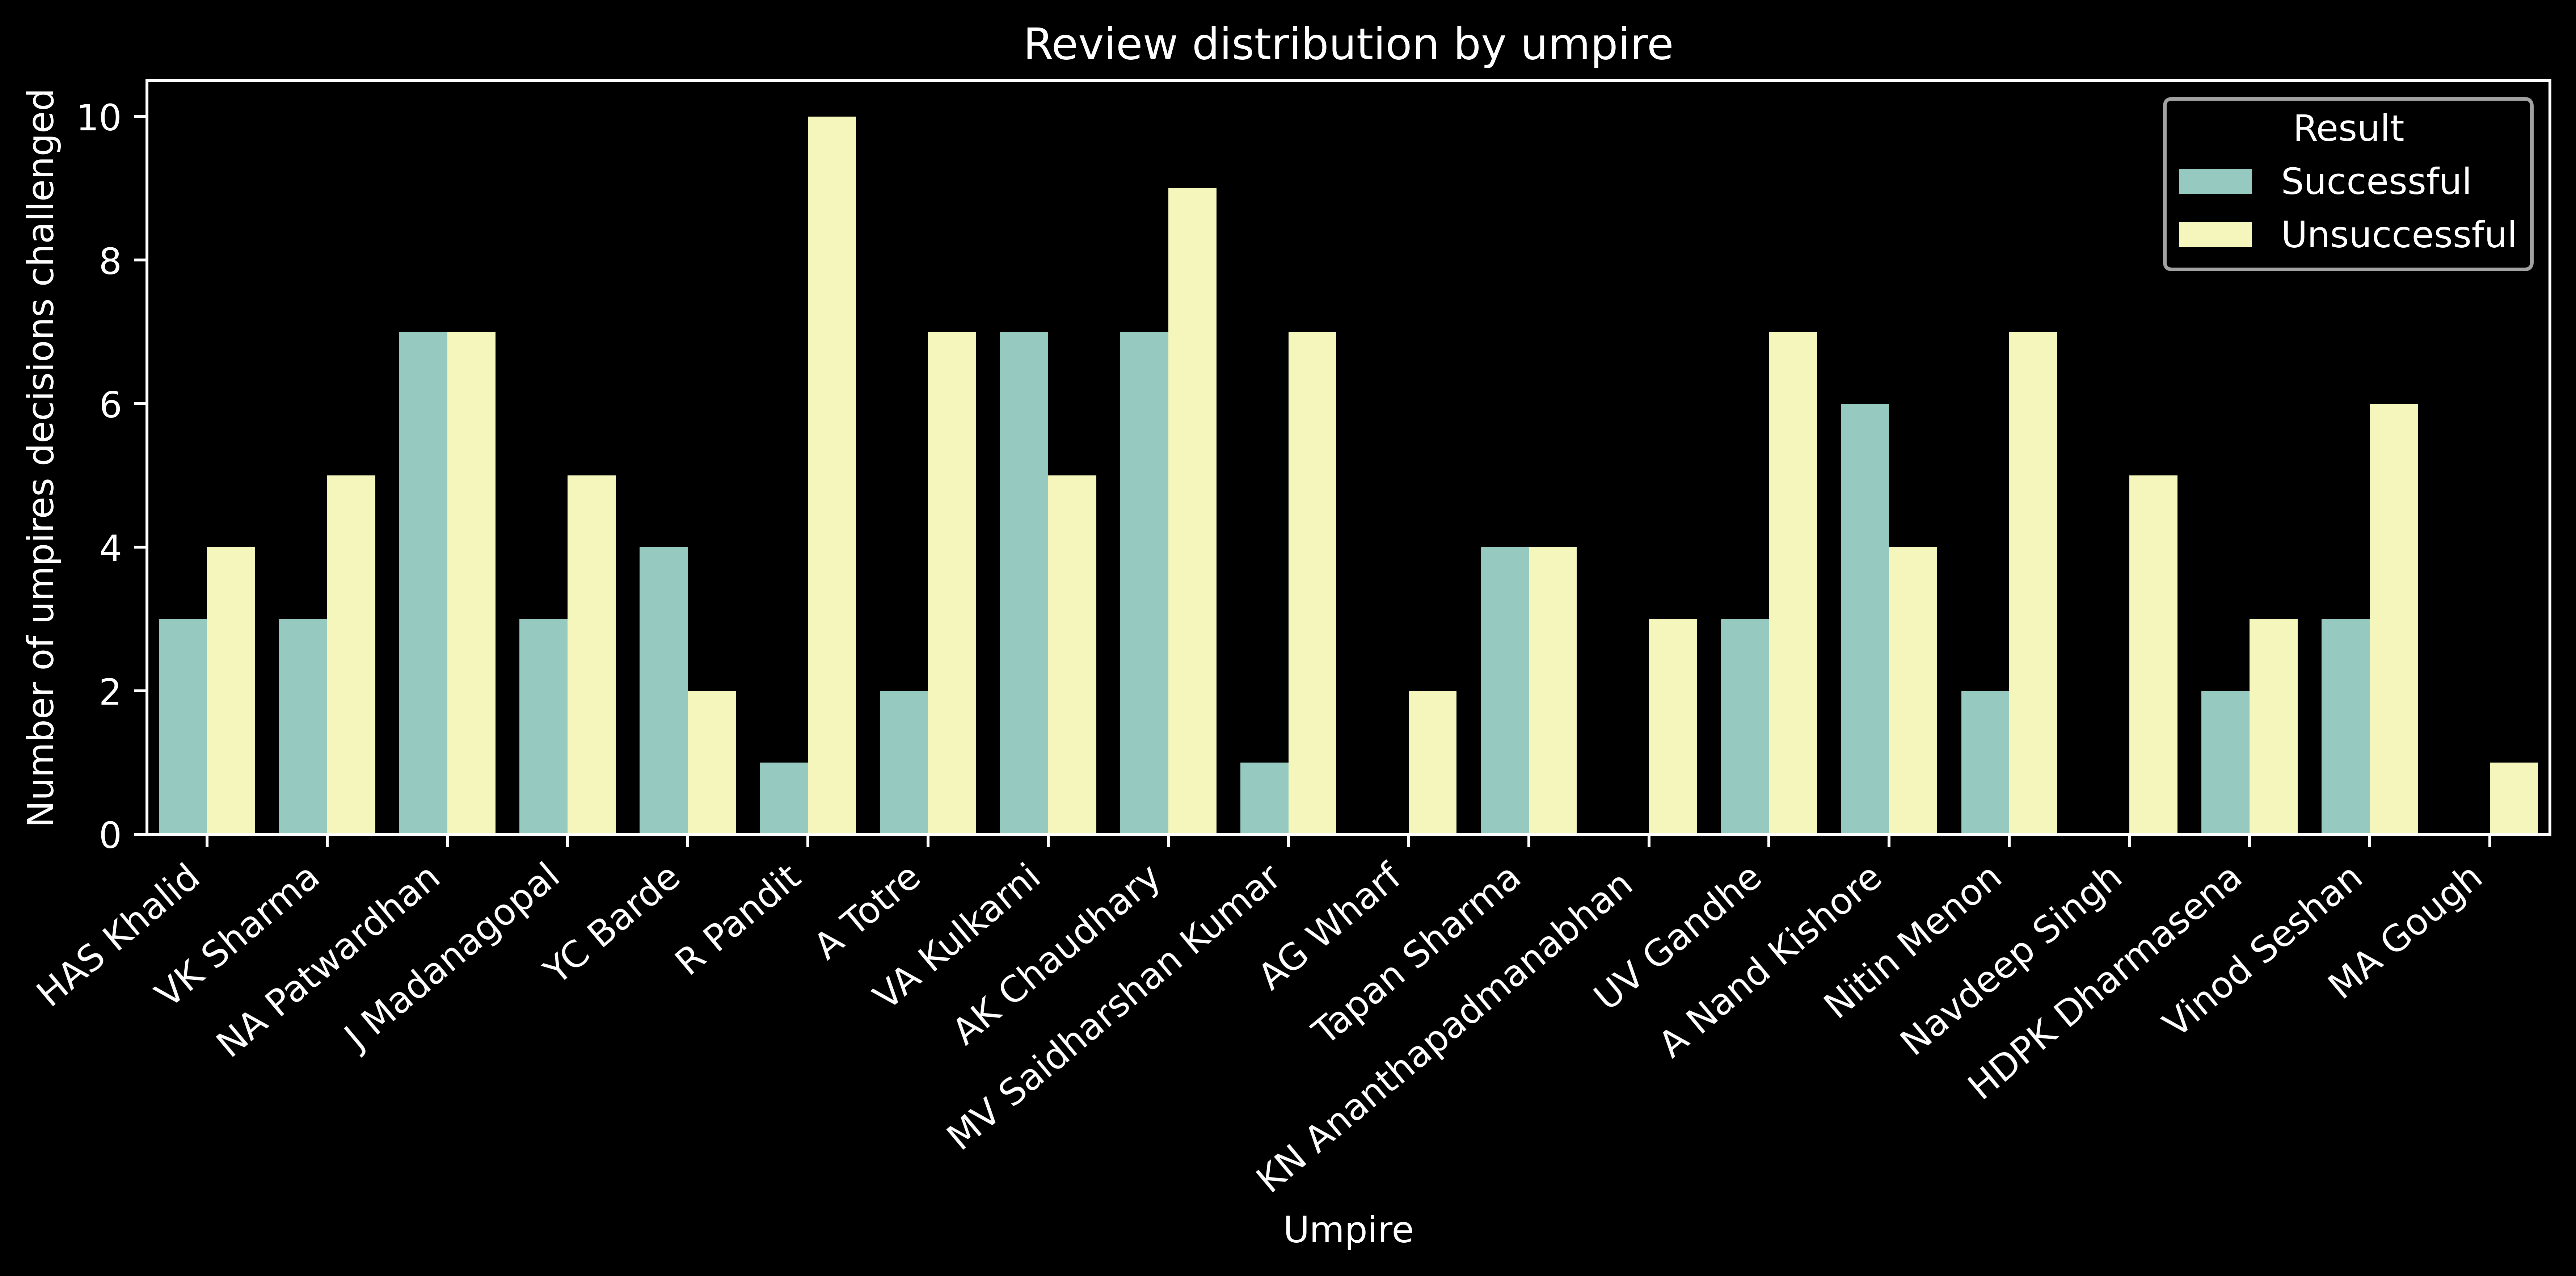 Review distribution by umpire
Number of umpires decisions challenged
10
8
6
4
2
0
Result
Successful
Unsuccessful
HAS Khalid
VK Sharma
NA Patwardhan
J Madanagopal
YC Barde
R Pandit
A Totre
VA Kulkarni
AK Chaudhary
MV Saidharshan Kumar
AG Wharf
Tapan Sharma
KN Ananthapadmanabhan
UV Gandhe
A Nand Kishore
Nitin Menon
Navdeep Singh
HDPK Dharmasena
Vinod Seshan
MA Gough
Umpire